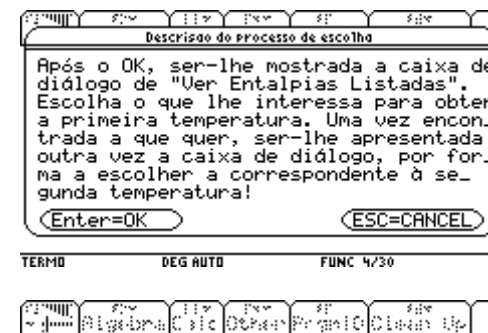 Descrisao do processo de escolha
Após o OK, ser-lhe mostrada a caixa de
diálogo de "Ver Entalpias Listadas".
Escolha o que lhe interessa para obter
a primeira temperatura. Uma vez encon_
trada a que quer, ser-lhe apresentada
outra vez a caixa de diálogo, por for_
ma a escolher a correspondente à se_
gunda temperatura!
Enter=OK ESC=CANCEL
TERMO DEG AUTO FUNC 4/30
Algebra Calc Other PrgmIO Clean Up